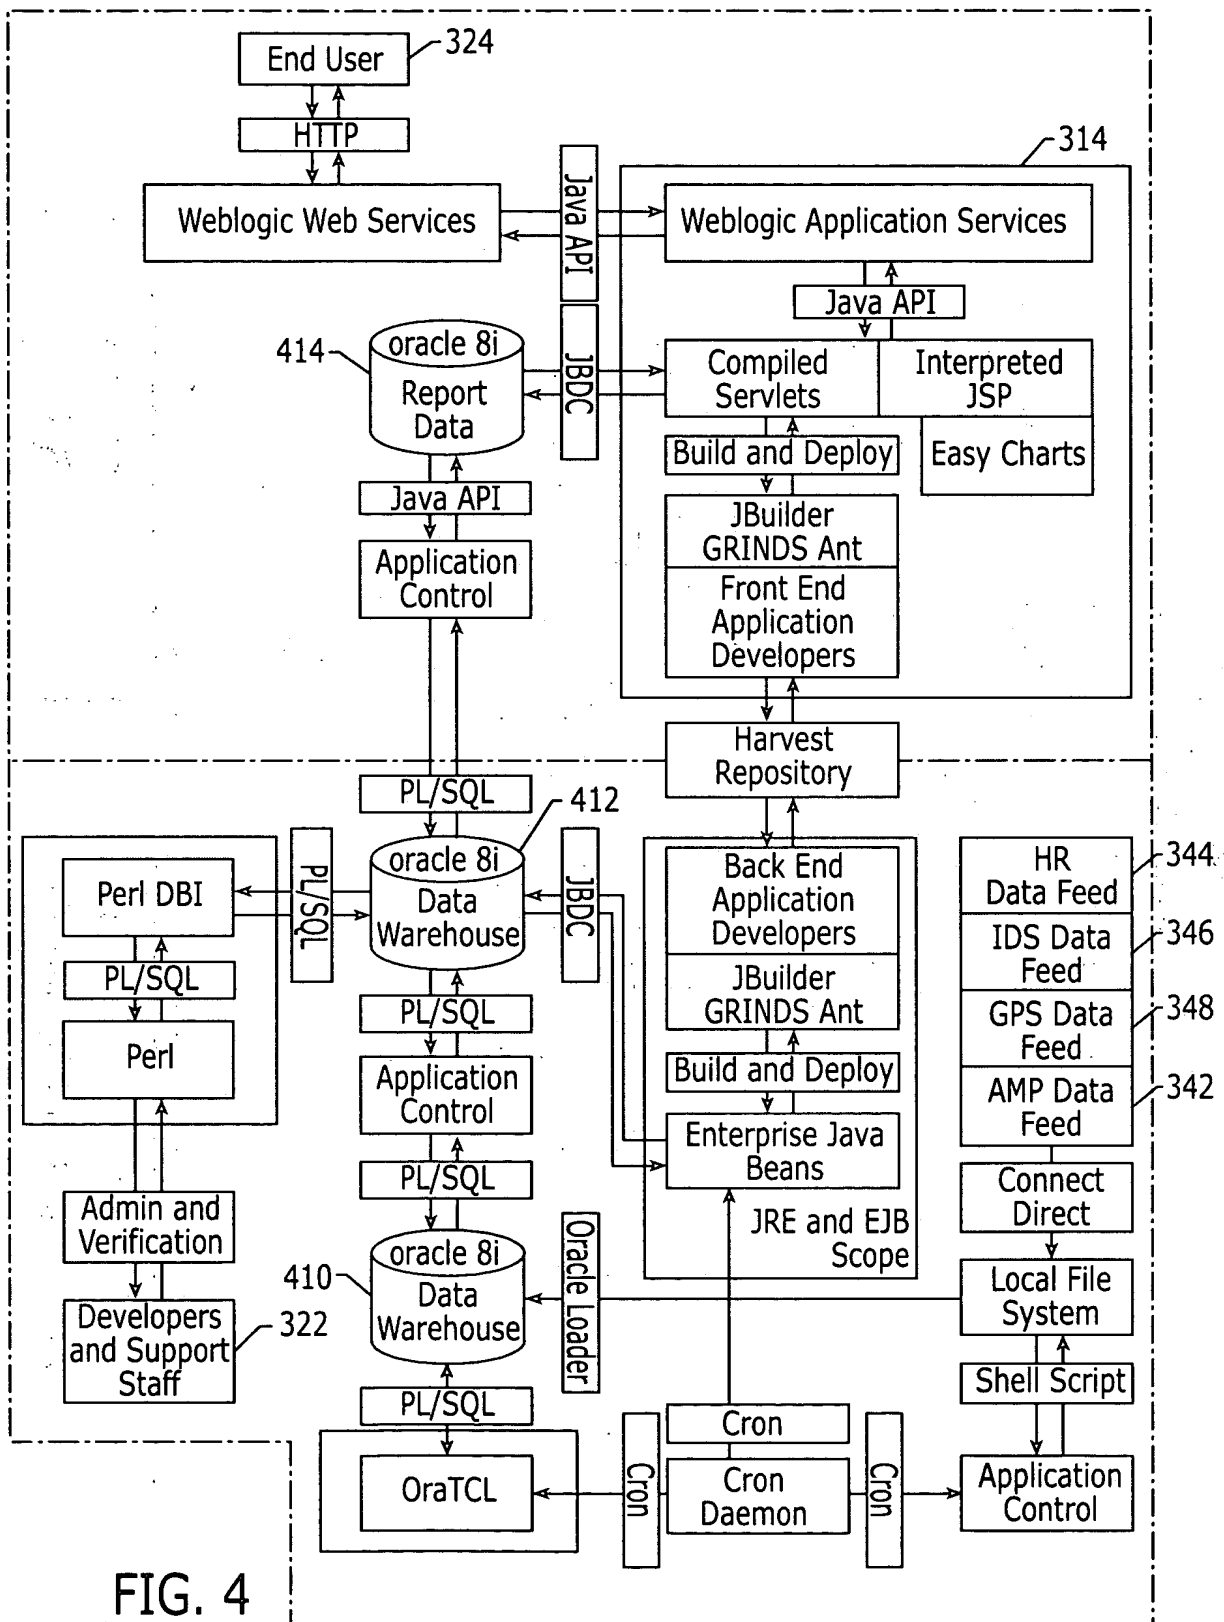 End User
324
HTTP
314
Weblogic Web Services
Java API
Weblogic Application Services
Java API
414
oracle 8i
Report
Data
JBDC
Compiled
Servlets
Interpreted
JSP
Build and Deploy
Easy Charts
Java API
JBuilder
GRINDS Ant
Application
Control
Front End
Application
Developers
Harvest
Repository
PL/SQL
412
oracle 8i
Data
Warehouse
Perl DBI
PL/SQL
JBDC
Back End
Application
Developers
HR
Data Feed
344
IDS Data
Feed
346
PL/SQL
PL/SQL
JBuilder
GRINDS Ant
GPS Data
Feed
348
Perl
Application
Control
Build and Deploy
AMP Data
Feed
342
Enterprise Java
Beans
PL/SQL
Connect
Direct
Admin and
Verification
JRE and EJB
Scope
oracle 8i
Data
Warehouse
410
Oracle Loader
Local File
System
Developers
and Support
Staff
322
Shell Script
PL/SQL
Cron
OraTCL
Cron
Cron
Daemon
Cron
Application
Control
FIG. 4